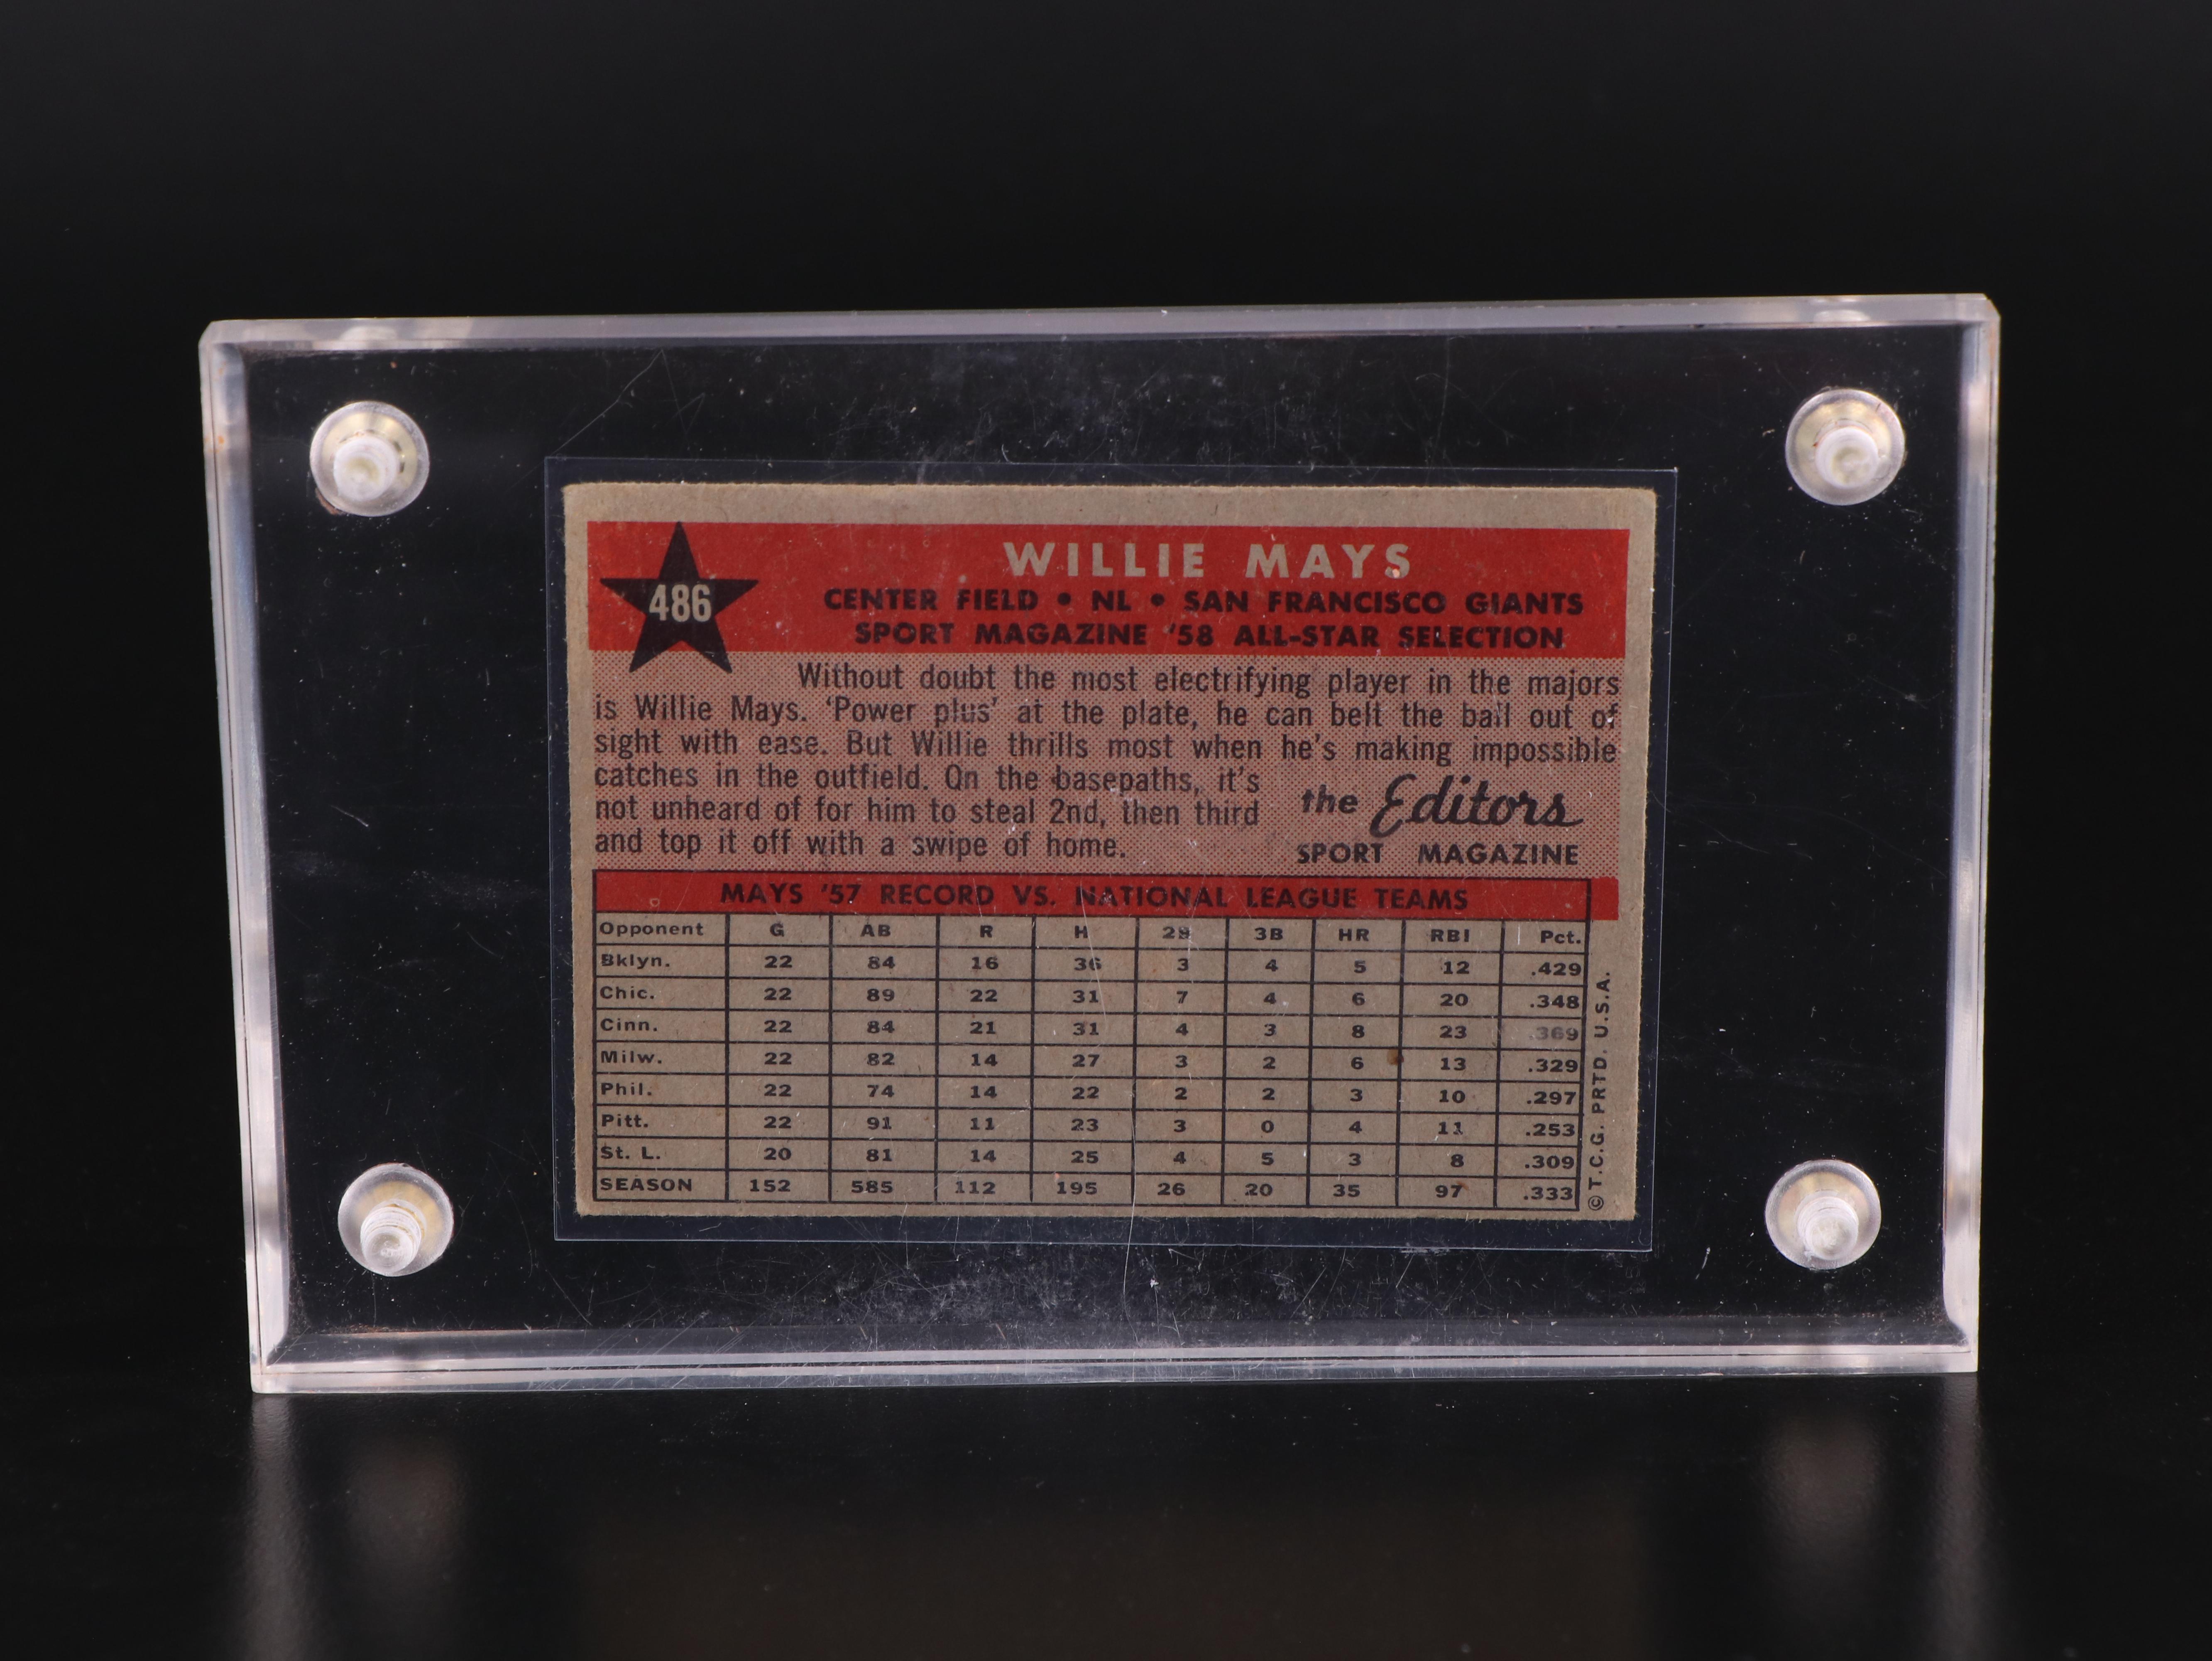 486
WILLIE MAYS
CENTER FIELD • NL • SAN FRANCISCO GIANTS
SPORT MAGAZINE '58 ALL-STAR SELECTION
Without doubt the most electrifying player in the majors
is Willie Mays. 'Power plus' at the plate, he can belt the ball out of
sight with ease. But Willie thrills most when he's making impossible
catches in the outfield. On the basepaths, it's
not unheard of for him to steal 2nd, then third
and top it off with a swipe of home.
the Editors
SPORT MAGAZINE
MAYS '57 RECORD VS. NATIONAL LEAGUE TEAMS
Opponent G AB R H 2B 3B HR RBI Pct.
Bklyn. 22 84 16 36 3 4 5 12 .429
Chic. 22 89 22 31 7 4 6 20 .348
Cinn. 22 84 21 31 4 3 8 23 .369
Milw. 22 82 14 27 3 2 6 13 .329
Phil. 22 74 14 22 2 2 3 10 .297
Pitt. 22 91 11 23 3 0 4 11 .253
St. L. 20 81 14 25 4 5 3 8 .309
SEASON 152 585 112 195 26 20 35 97 .333
© T.C.G. PRTD. U.S.A.